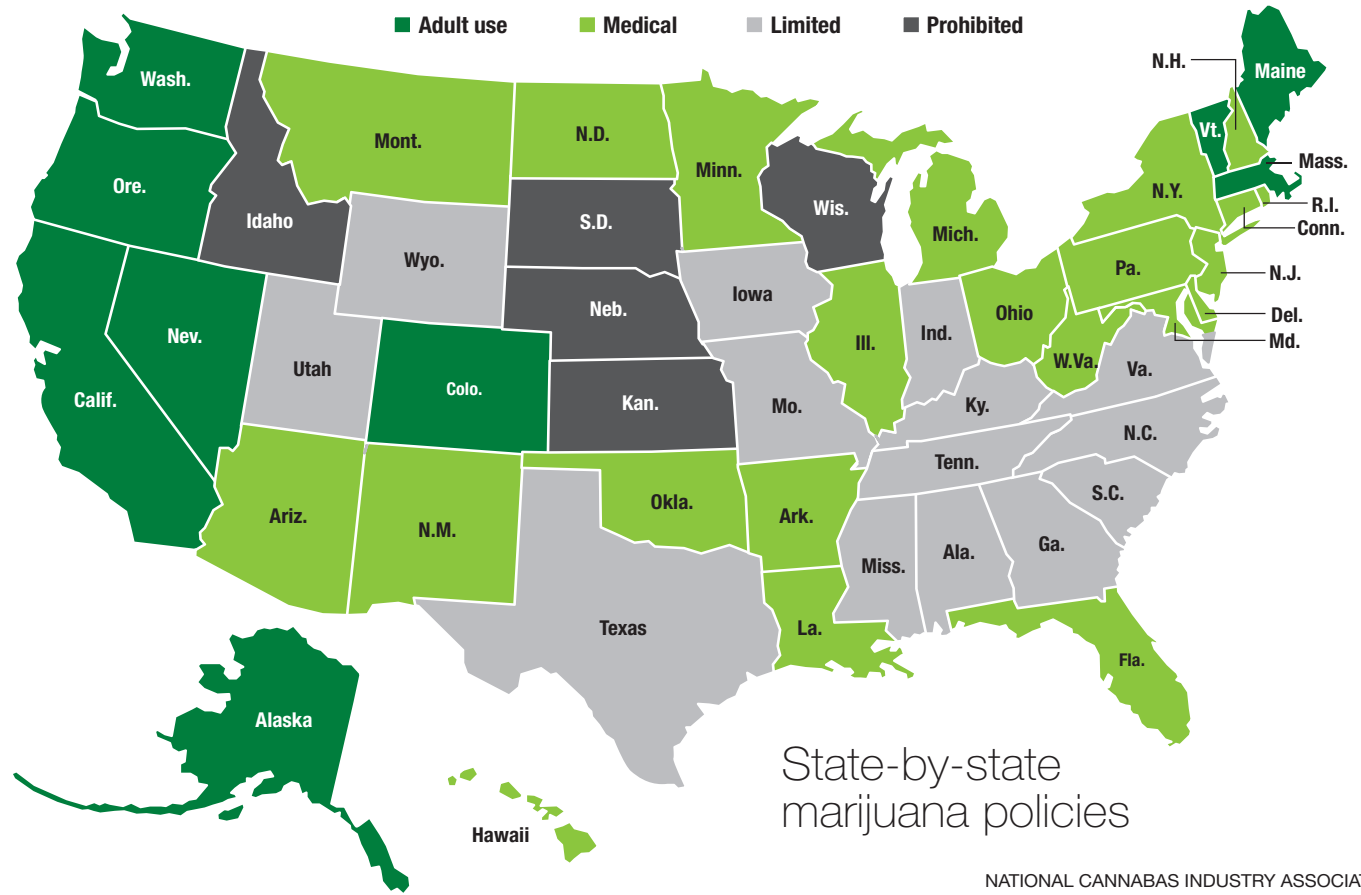 Adult use
Medical
Limited
Prohibited
Wash.
Mont.
N.D.
Minn.
N.H.
Maine
Vt.
Mass.
Ore.
Idaho
S.D.
Wis.
Mich.
N.Y.
R.I.
Conn.
Wyo.
Iowa
Pa.
N.J.
Nev.
Neb.
Ill.
Ind.
Ohio
Del.
Md.
Calif.
Utah
Colo.
Kan.
Mo.
W.Va.
Va.
Ky.
N.C.
Tenn.
Ariz.
N.M.
Okla.
Ark.
S.C.
Miss.
Ala.
Ga.
Texas
La.
Fla.
Alaska
Hawaii
State-by-state
marijuana policies
NATIONAL CANNABAS INDUSTRY ASSOCIA